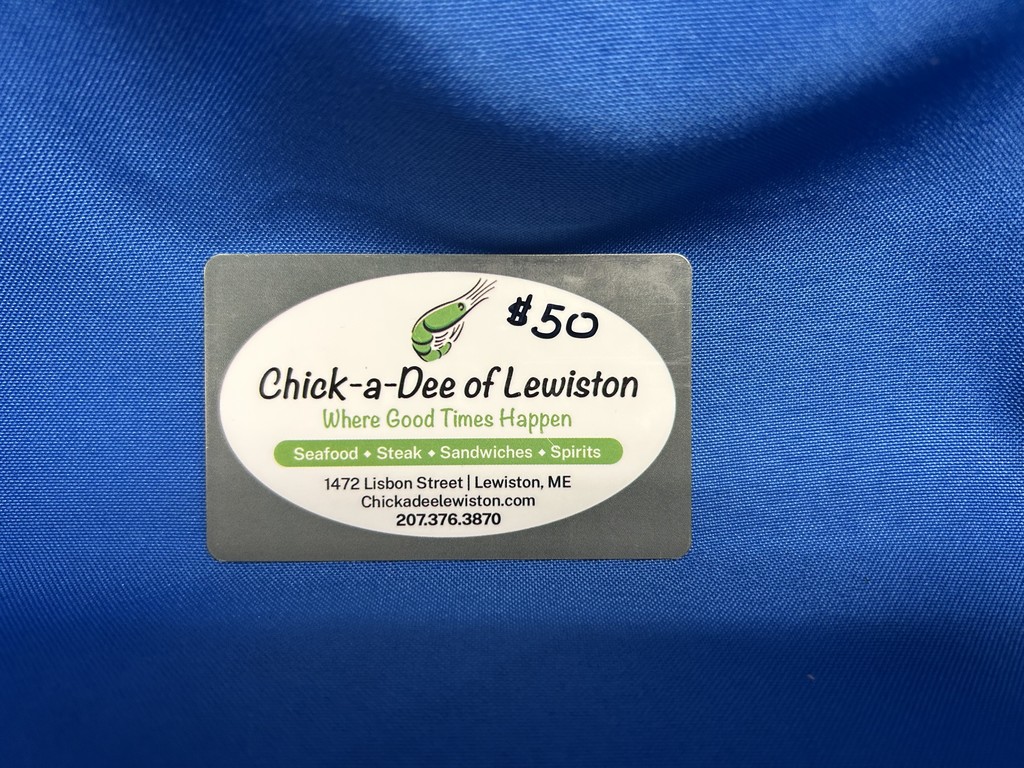 $50
Chick-a-Dee of Lewiston
Where Good Times Happen
Seafood ◆ Steak ◆ Sandwiches ◆ Spirits
1472 Lisbon Street | Lewiston, ME
Chickadeelewiston.com
207.376.3870